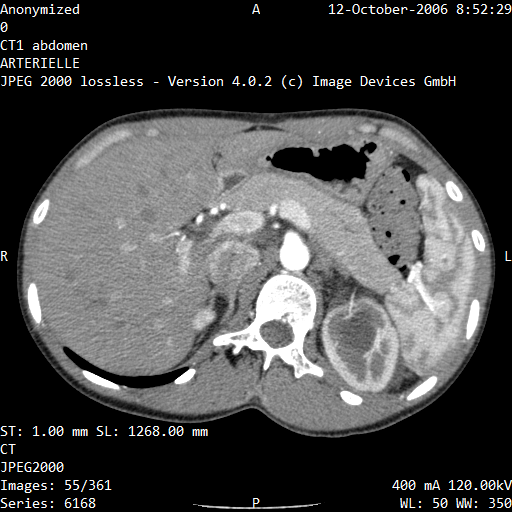 Anonymized
A
12-October-2006 8:52:29
0
CT1 abdomen
ARTERIELLE
JPEG 2000 lossless - Version 4.0.2 (c) Image Devices GmbH
R
L
ST: 1.00 mm SL: 1268.00 mm
CT
JPEG2000
Images: 55/361
400 mA 120.00kV
Series: 6168
P
WL: 50 WW: 350